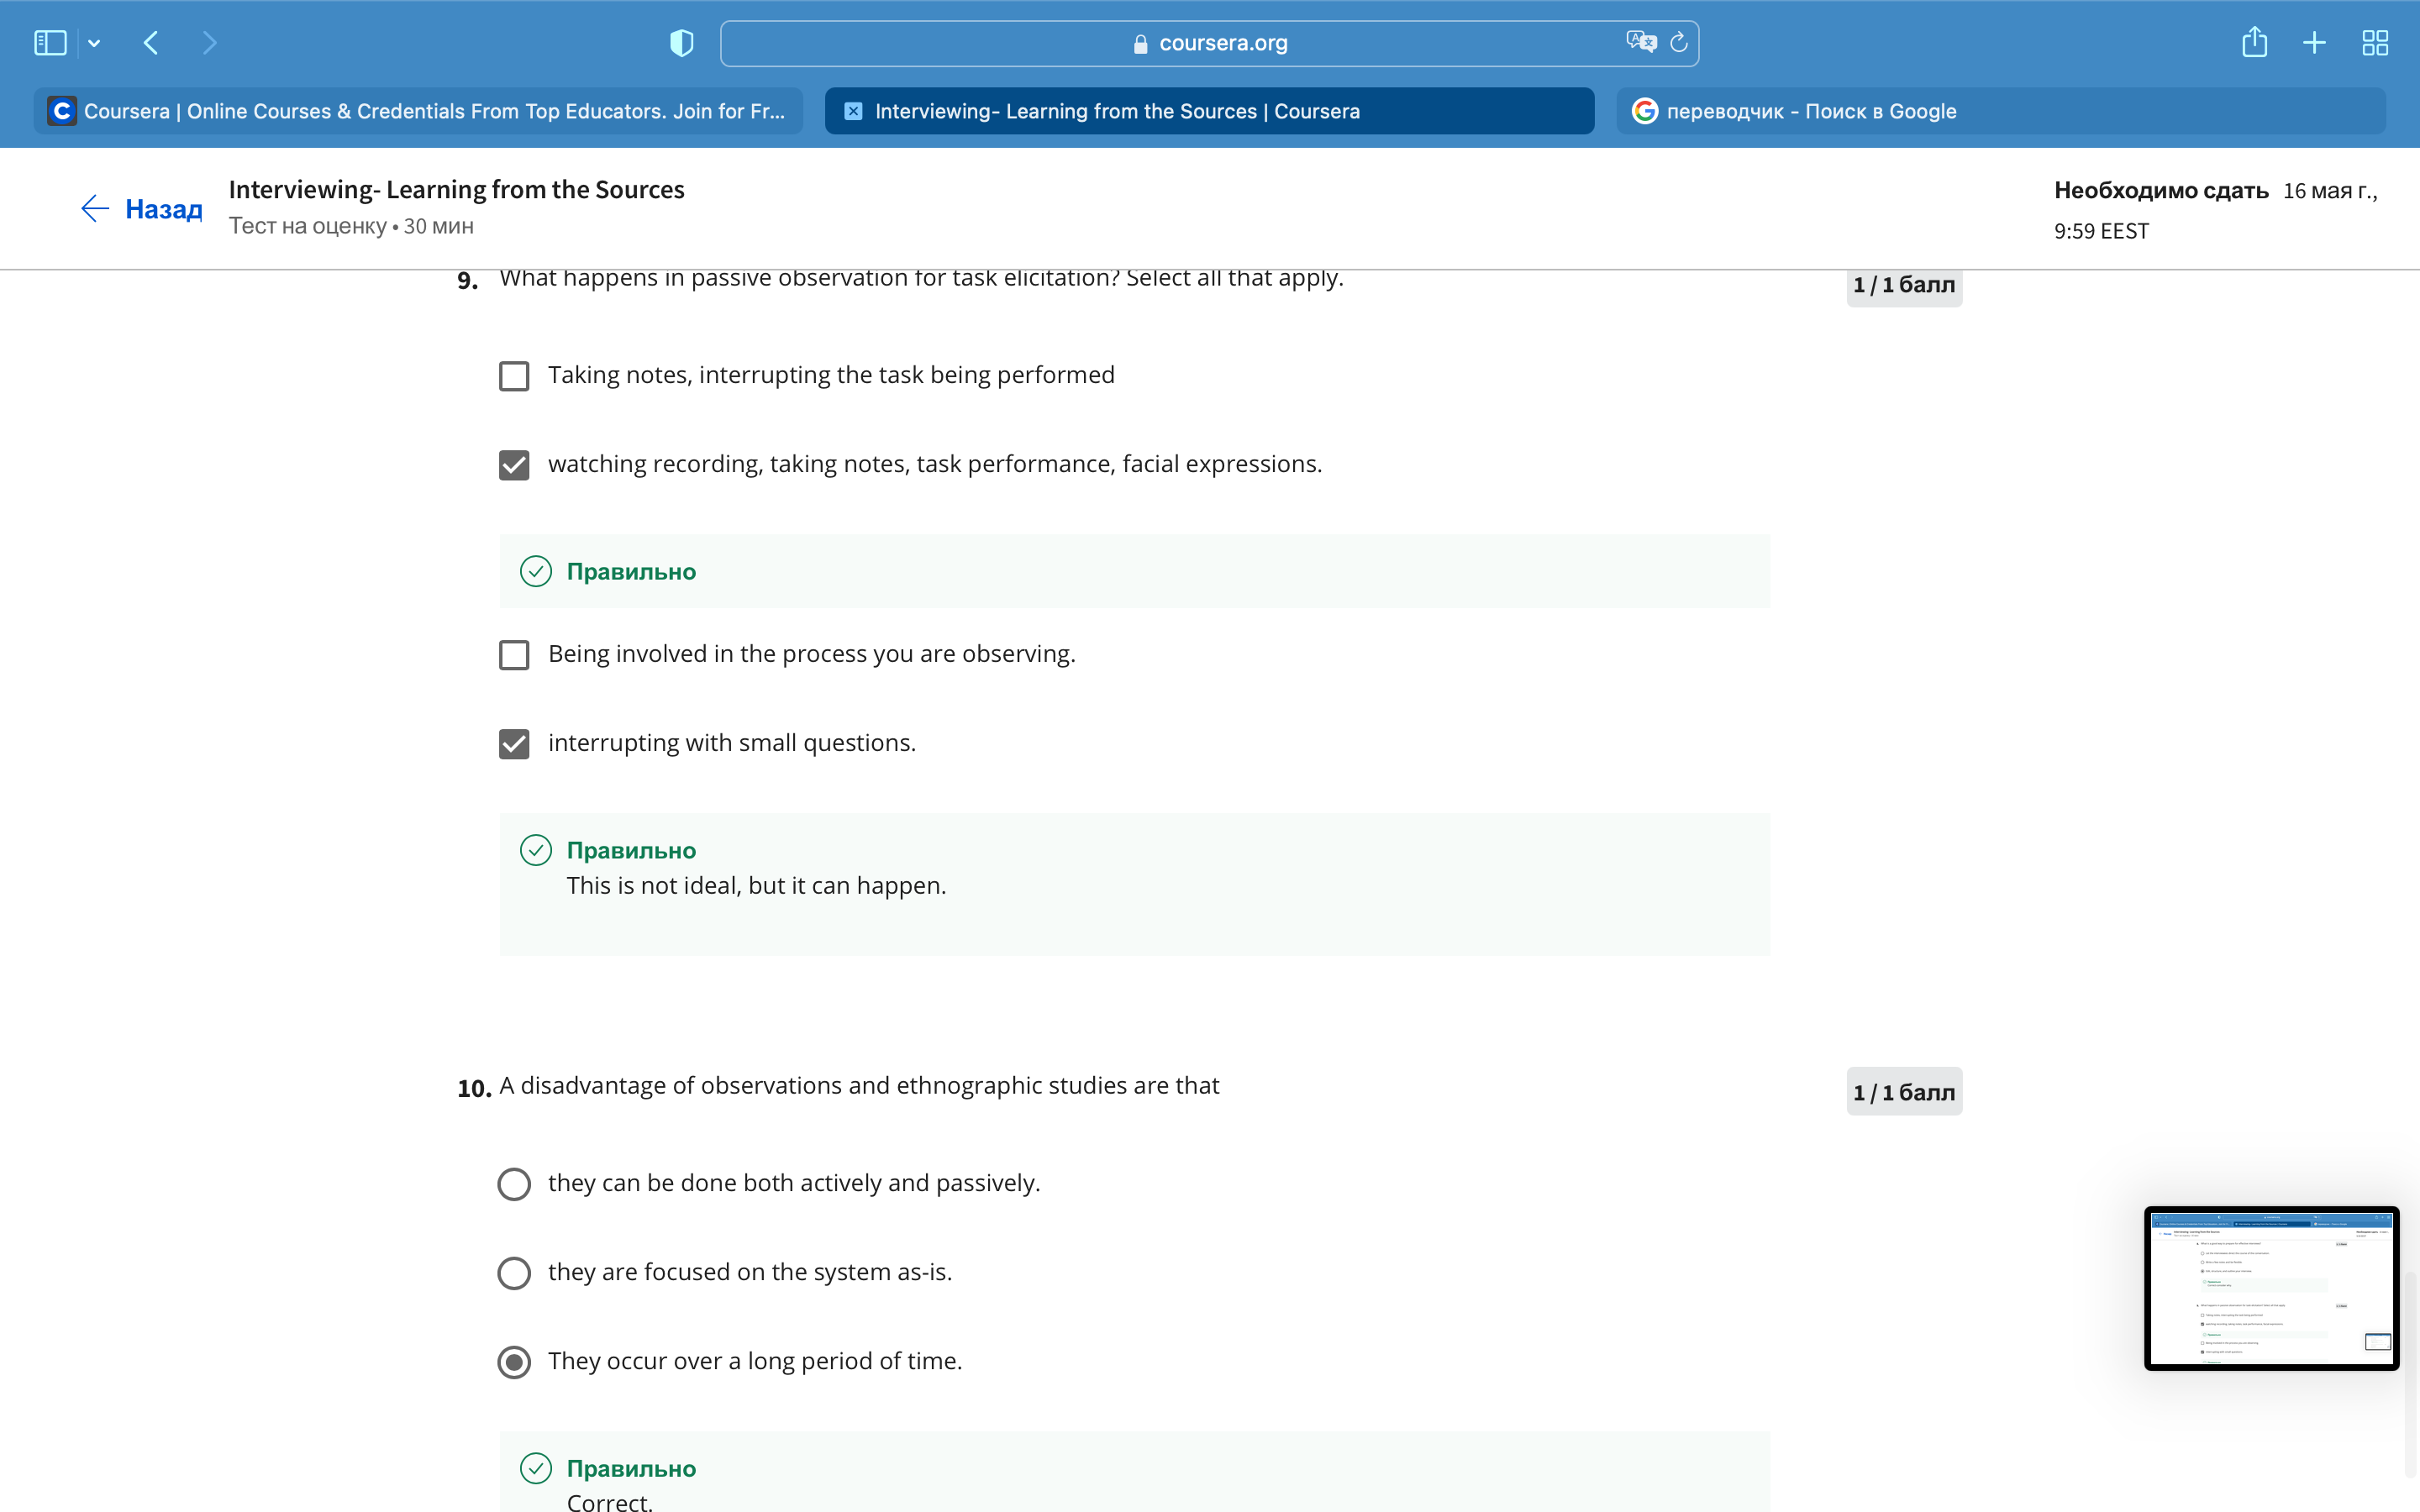 coursera.org
Coursera | Online Courses & Credentials From Top Educators. Join for Fr...
Interviewing- Learning from the Sources | Coursera
переводчик - Поиск в Google
Назад
Interviewing- Learning from the Sources
Тест на оценку • 30 мин
Необходимо сдать 16 мая г.,
9:59 EEST
9. What happens in passive observation for task elicitation? Select all that apply.
1 / 1 балл
Taking notes, interrupting the task being performed
watching recording, taking notes, task performance, facial expressions.
Правильно
Being involved in the process you are observing.
interrupting with small questions.
Правильно
This is not ideal, but it can happen.
10. A disadvantage of observations and ethnographic studies are that
1 / 1 балл
they can be done both actively and passively.
they are focused on the system as-is.
They occur over a long period of time.
Правильно
Correct.